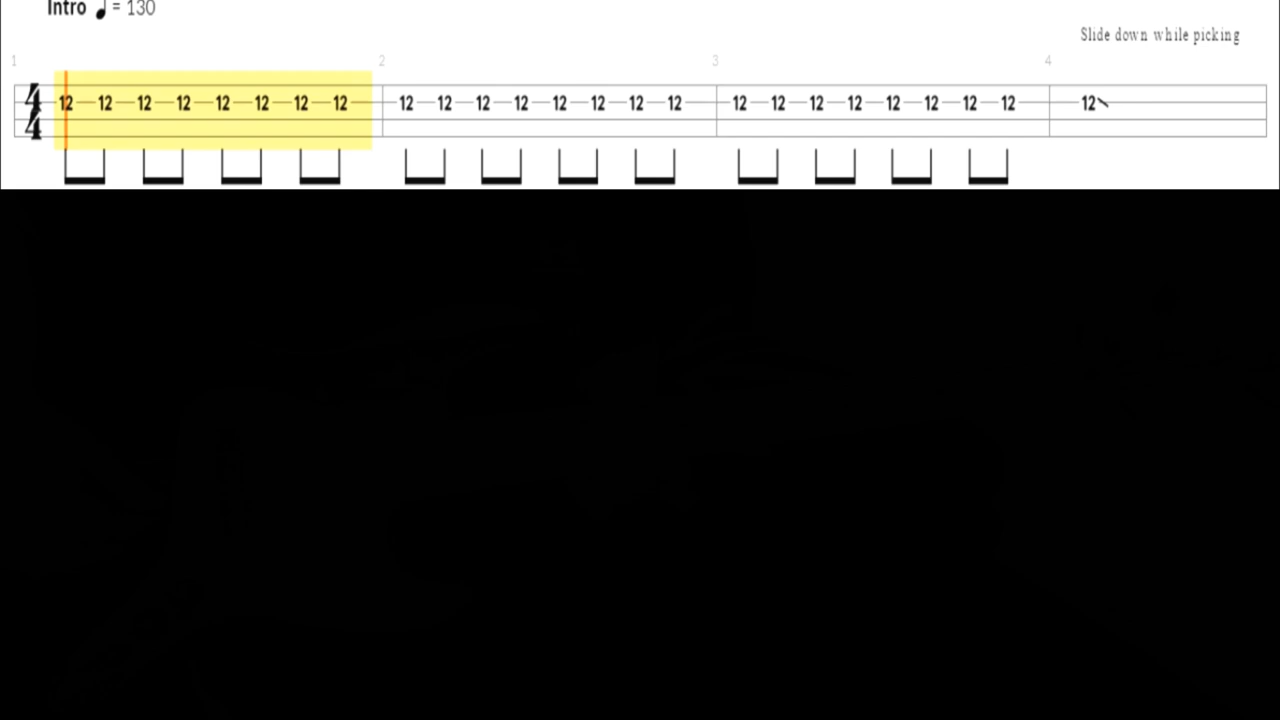 Intro ♩ = 130
Slide down while picking
1 2 3 4
4 12 12 12 12 12 12 12 12 12 12 12 12 12 12 12 12 12 12 12 12 12 12 12 12 12
4